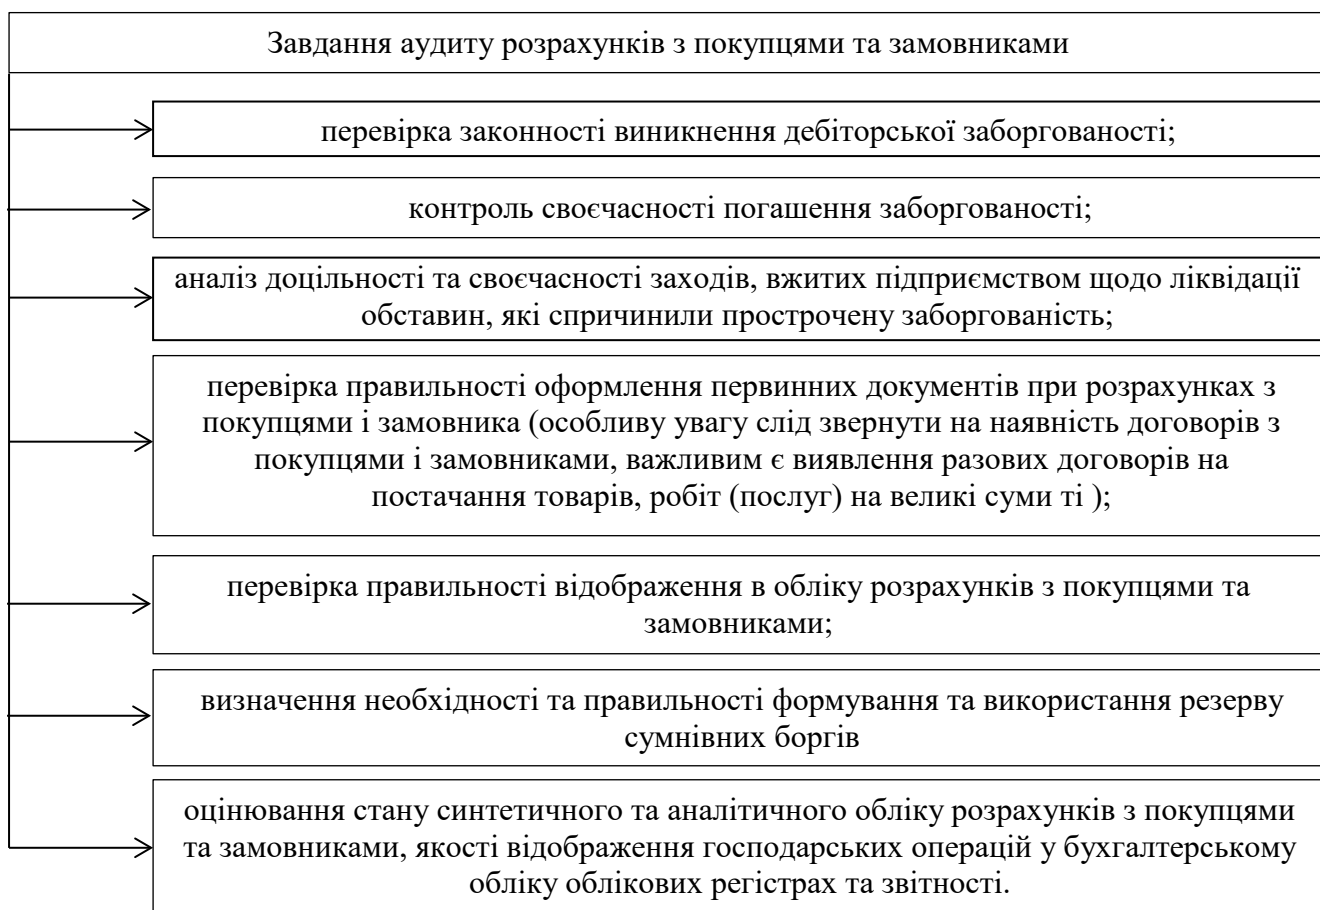 Завдання аудиту розрахунків з покупцями та замовниками
перевірка законності виникнення дебіторської заборгованості;
контроль своєчасності погашення заборгованості;
аналіз доцільності та своєчасності заходів, вжитих підприємством щодо ліквідації
обставин, які спричинили прострочену заборгованість;
перевірка правильності оформлення первинних документів при розрахунках з
покупцями і замовника (особливу увагу слід звернути на наявність договорів з
покупцями і замовниками, важливим є виявлення разових договорів на
постачання товарів, робіт (послуг) на великі суми ті );
перевірка правильності відображення в обліку розрахунків з покупцями та
замовниками;
визначення необхідності та правильності формування та використання резерву
сумнівних боргів
оцінювання стану синтетичного та аналітичного обліку розрахунків з покупцями
та замовниками, якості відображення господарських операцій у бухгалтерському
обліку облікових регістрах та звітності.